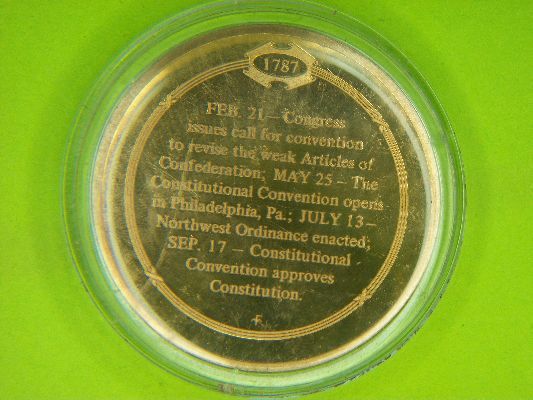 1787
FEB. 21 – Congress
issues call for convention
to revise the weak Articles of
Confederation; MAY 25 – The
Constitutional Convention opens
in Philadelphia, Pa.; JULY 13 –
Northwest Ordinance enacted;
SEP. 17 – Constitutional
Convention approves
Constitution.